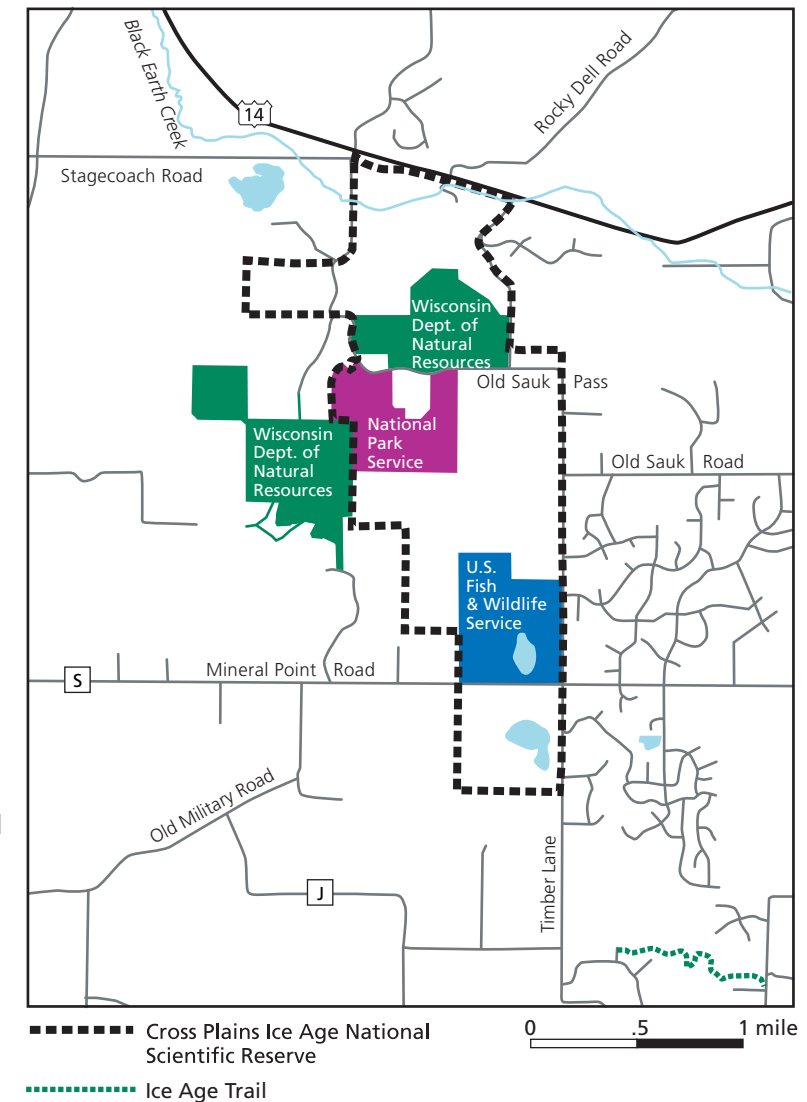 Black Earth
Creek
14
Rocky Dell Road
Stagecoach Road
Wisconsin
Dept. of
Natural
Resources
Old Sauk Pass
National
Park
Service
Wisconsin
Dept. of
Natural
Resources
Old Sauk Road
U.S.
Fish
& Wildlife
Service
Mineral Point Road
S
Old Military Road
J
Timber Lane
Cross Plains Ice Age National
Scientific Reserve
0 .5 1 mile
Ice Age Trail